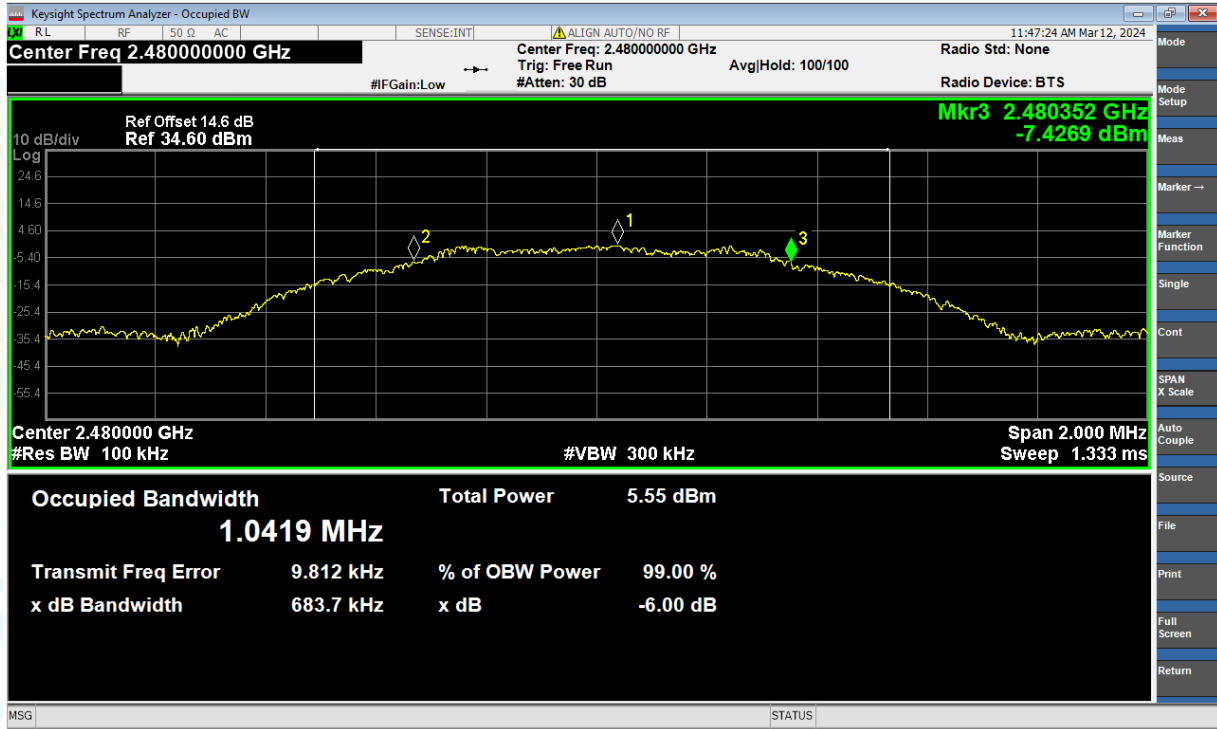 Keysight Spectrum Analyzer - Occupied BW
LXI RL RF 50 Ω AC SENSE:INT ALIGN AUTO/NO RF 11:47:24 AM Mar 12, 2024
Center Freq 2.480000000 GHz
Center Freq: 2.480000000 GHz
Radio Std: None
Trig: Free Run
Avg|Hold: 100/100
#IFGain:Low
#Atten: 30 dB
Radio Device: BTS
Mkr3 2.480352 GHz
-7.4269 dBm
Ref Offset 14.6 dB
10 dB/div Ref 34.60 dBm
Log
24.6
14.6
4.60
-5.40
-15.4
-25.4
-35.4
-45.4
-55.4
1
2
3
Center 2.480000 GHz Span 2.000 MHz
#Res BW 100 kHz #VBW 300 kHz Sweep 1.333 ms
Occupied Bandwidth
1.0419 MHz
Total Power 5.55 dBm
Transmit Freq Error 9.812 kHz % of OBW Power 99.00 %
x dB Bandwidth 683.7 kHz x dB -6.00 dB
MSG STATUS
Mode
Mode
Setup
Meas
Marker →
Marker
Function
Single
Cont
SPAN
X Scale
Auto
Couple
Source
File
Print
Full
Screen
Return